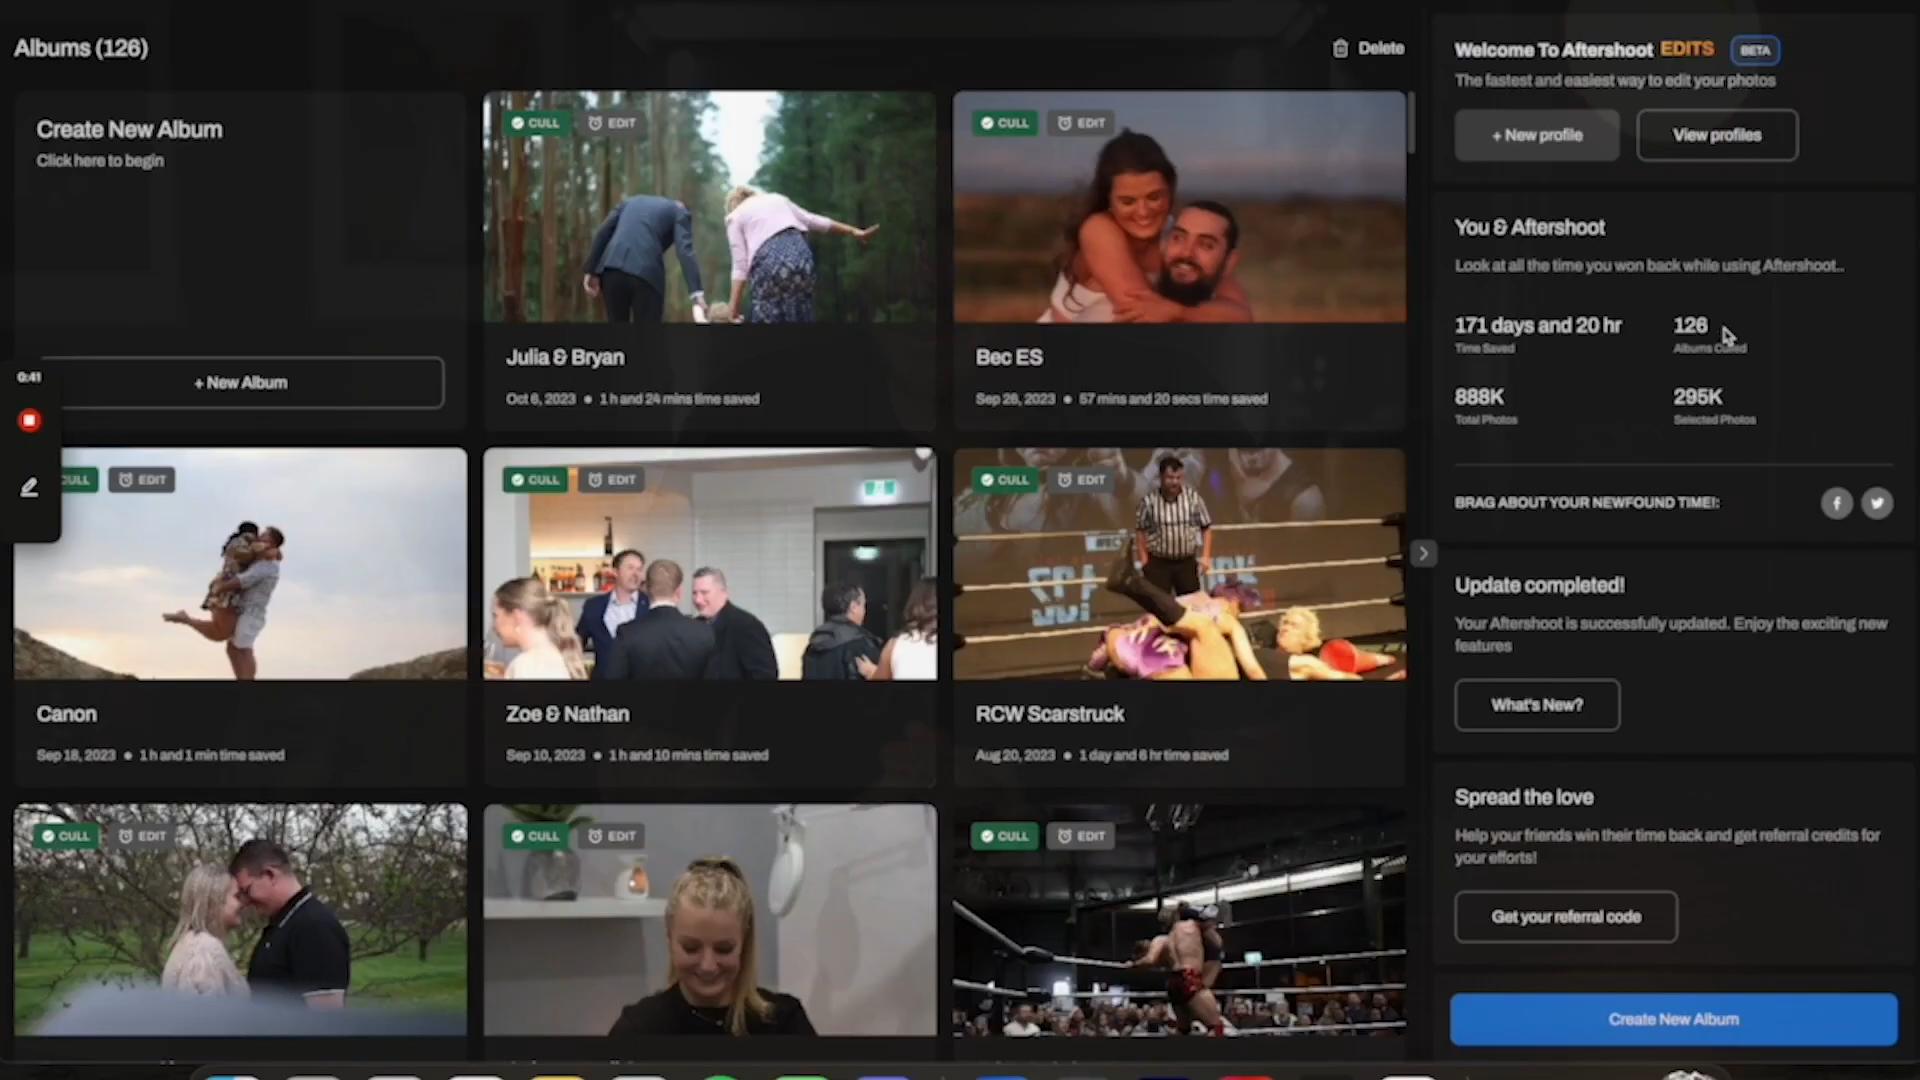 Albums (126)
Delete
Create New Album
Click here to begin
+ New Album
CULL EDIT
Julia & Bryan
Oct 6, 2023 • 1 h and 24 mins time saved
CULL EDIT
Bec ES
Sep 26, 2023 • 57 mins and 20 secs time saved
0:41
CULL EDIT
Canon
Sep 18, 2023 • 1 h and 1 min time saved
CULL EDIT
Zoe & Nathan
Sep 10, 2023 • 1 h and 10 mins time saved
CULL EDIT
RCW Scarstruck
Aug 20, 2023 • 1 day and 6 hr time saved
CULL EDIT
CULL EDIT
CULL EDIT
Welcome To Aftershoot EDITS BETA
The fastest and easiest way to edit your photos
+ New profile
View profiles
You & Aftershoot
Look at all the time you won back while using Aftershoot..
171 days and 20 hr
Time Saved
126
Albums Culled
888K
Total Photos
295K
Selected Photos
BRAG ABOUT YOUR NEWFOUND TIME!:
Update completed!
Your Aftershoot is successfully updated. Enjoy the exciting new
features
What's New?
Spread the love
Help your friends win their time back and get referral credits for
your efforts!
Get your referral code
Create New Album